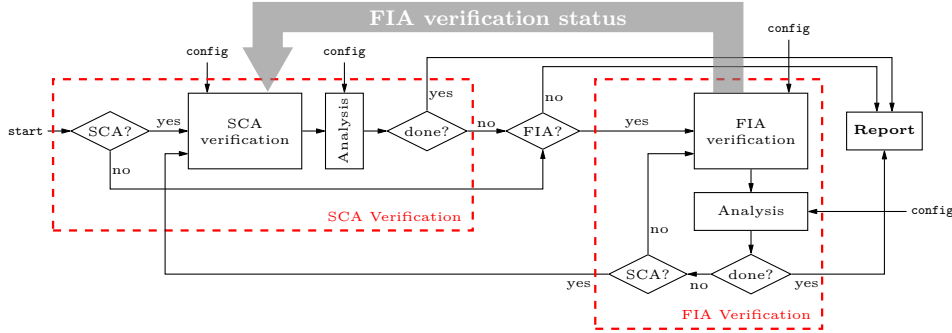 FIA verification status
config
config
config
start
SCA?
yes
no
SCA
verification
Analysis
done?
yes
no
FIA?
no
yes
FIA
verification
Report
SCA Verification
no
Analysis
config
yes
SCA?
no
done?
yes
FIA Verification